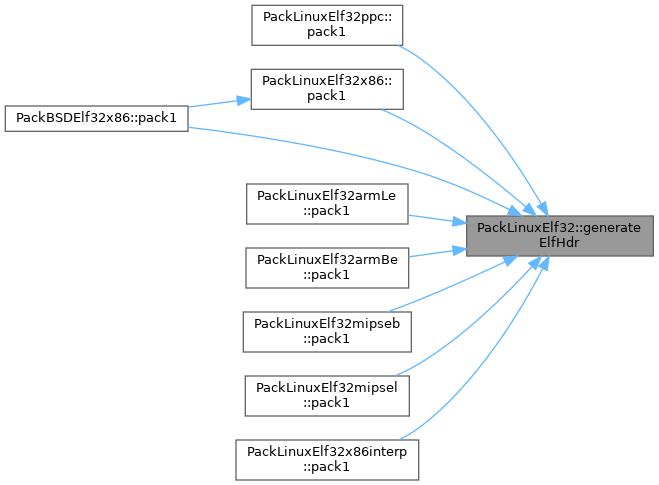 PackLinuxElf32ppc::
pack1
PackLinuxElf32x86::
pack1
PackBSDElf32x86::pack1
PackLinuxElf32armLe
::pack1
PackLinuxElf32::generate
ElfHdr
PackLinuxElf32armBe
::pack1
PackLinuxElf32mipseb
::pack1
PackLinuxElf32mipsel
::pack1
PackLinuxElf32x86interp
::pack1